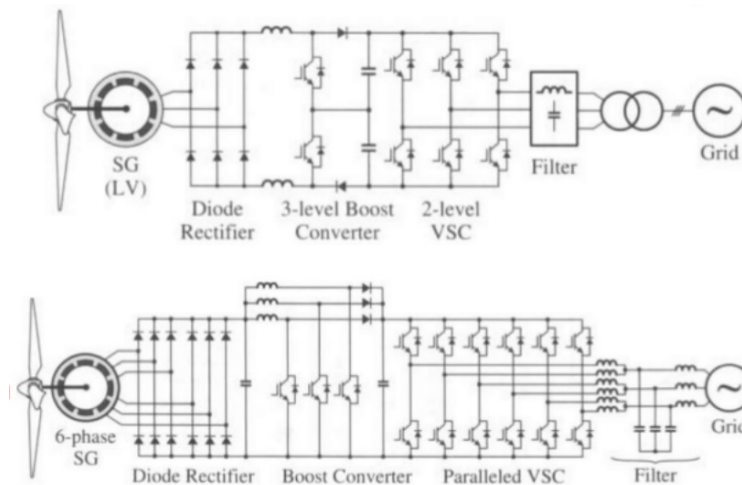 SG
(LV)
Diode
Rectifier
3-level Boost
Converter
2-level
VSC
Filter
Grid
6-phase
SG
Diode Rectifier
Boost Converter
Paralleled VSC
Filter
Grid